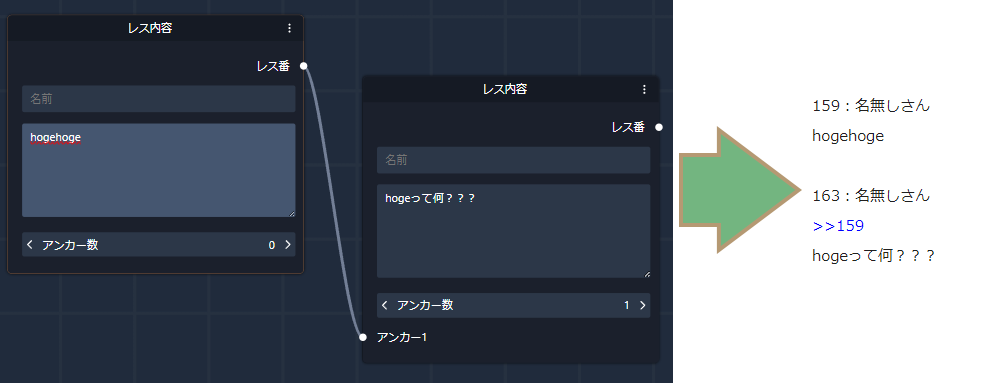 レス内容
レス番
名前
hogehoge
アンカー数 0
レス内容
レス番
名前
hogeって何？？？
アンカー数 1
アンカー1
159：名無しさん
hogehoge
163：名無しさん
>>159
hogeって何？？？